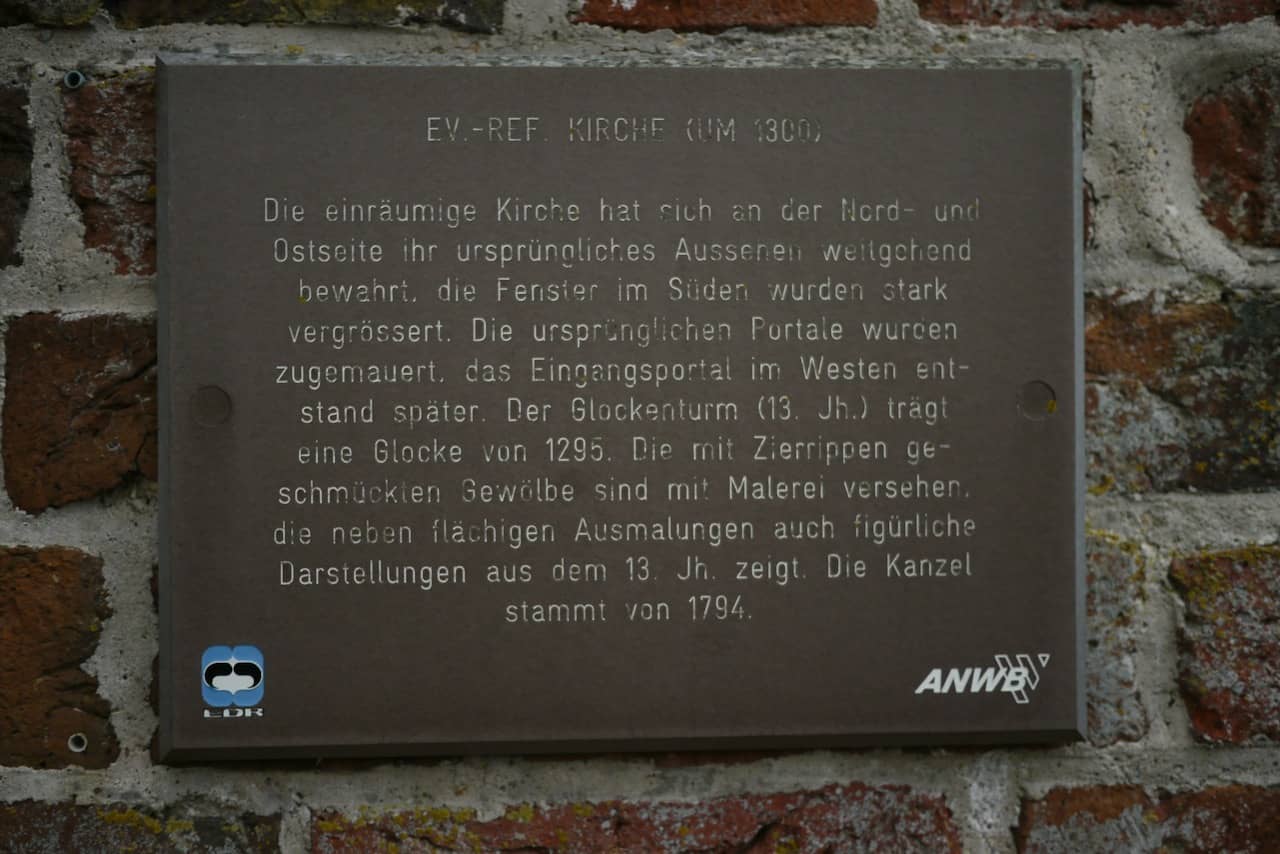 EV.-REF. KIRCHE (UM 1300)
Die einräumige Kirche hat sich an der Nord- und
Ostseite ihr ursprüngliches Aussehen weitgehend
bewahrt, die Fenster im Süden wurden stark
vergrössert. Die ursprünglichen Portale wurden
zugemauert, das Eingangsportal im Westen ent-
stand später. Der Glockenturm (13. Jh.) trägt
eine Glocke von 1295. Die mit Zierrippen ge-
schmückten Gewölbe sind mit Malerei versehen,
die neben flächigen Ausmalungen auch figürliche
Darstellungen aus dem 13. Jh. zeigt. Die Kanzel
stammt von 1794.
EDR
ANWB